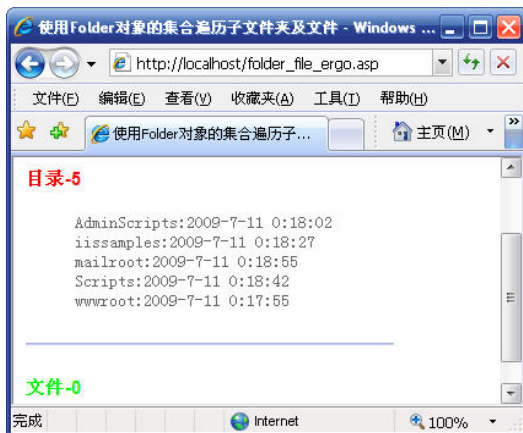 使用Folder对象的集合遍历子文件夹及文件 - Windows ...
http://localhost/folder_file_ergo.asp
文件(F) 编辑(E) 查看(V) 收藏夹(A) 工具(T) 帮助(H)
使用Folder对象的集合遍历子... 主页(M) »
目录-5
AdminScripts:2009-7-11 0:18:02
iissamples:2009-7-11 0:18:27
mailroot:2009-7-11 0:18:55
Scripts:2009-7-11 0:18:42
wwwroot:2009-7-11 0:17:55
文件-0
完成 Internet 100%